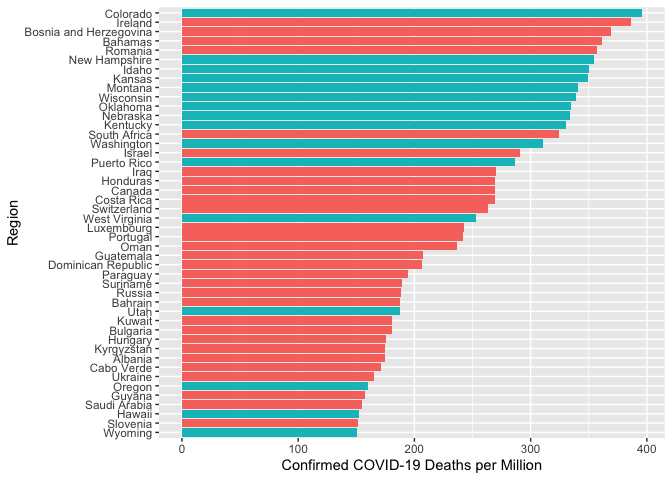 Colorado
Ireland
Bosnia and Herzegovina
Bahamas
Romania
New Hampshire
Idaho
Kansas
Montana
Wisconsin
Oklahoma
Nebraska
Kentucky
South Africa
Washington
Israel
Puerto Rico
Iraq
Honduras
Canada
Costa Rica
Switzerland
West Virginia
Luxembourg
Portugal
Oman
Guatemala
Dominican Republic
Paraguay
Suriname
Russia
Bahrain
Utah
Kuwait
Bulgaria
Hungary
Kyrgyzstan
Albania
Cabo Verde
Ukraine
Oregon
Guyana
Saudi Arabia
Hawaii
Slovenia
Wyoming
Region
0 100 200 300 400
Confirmed COVID-19 Deaths per Million